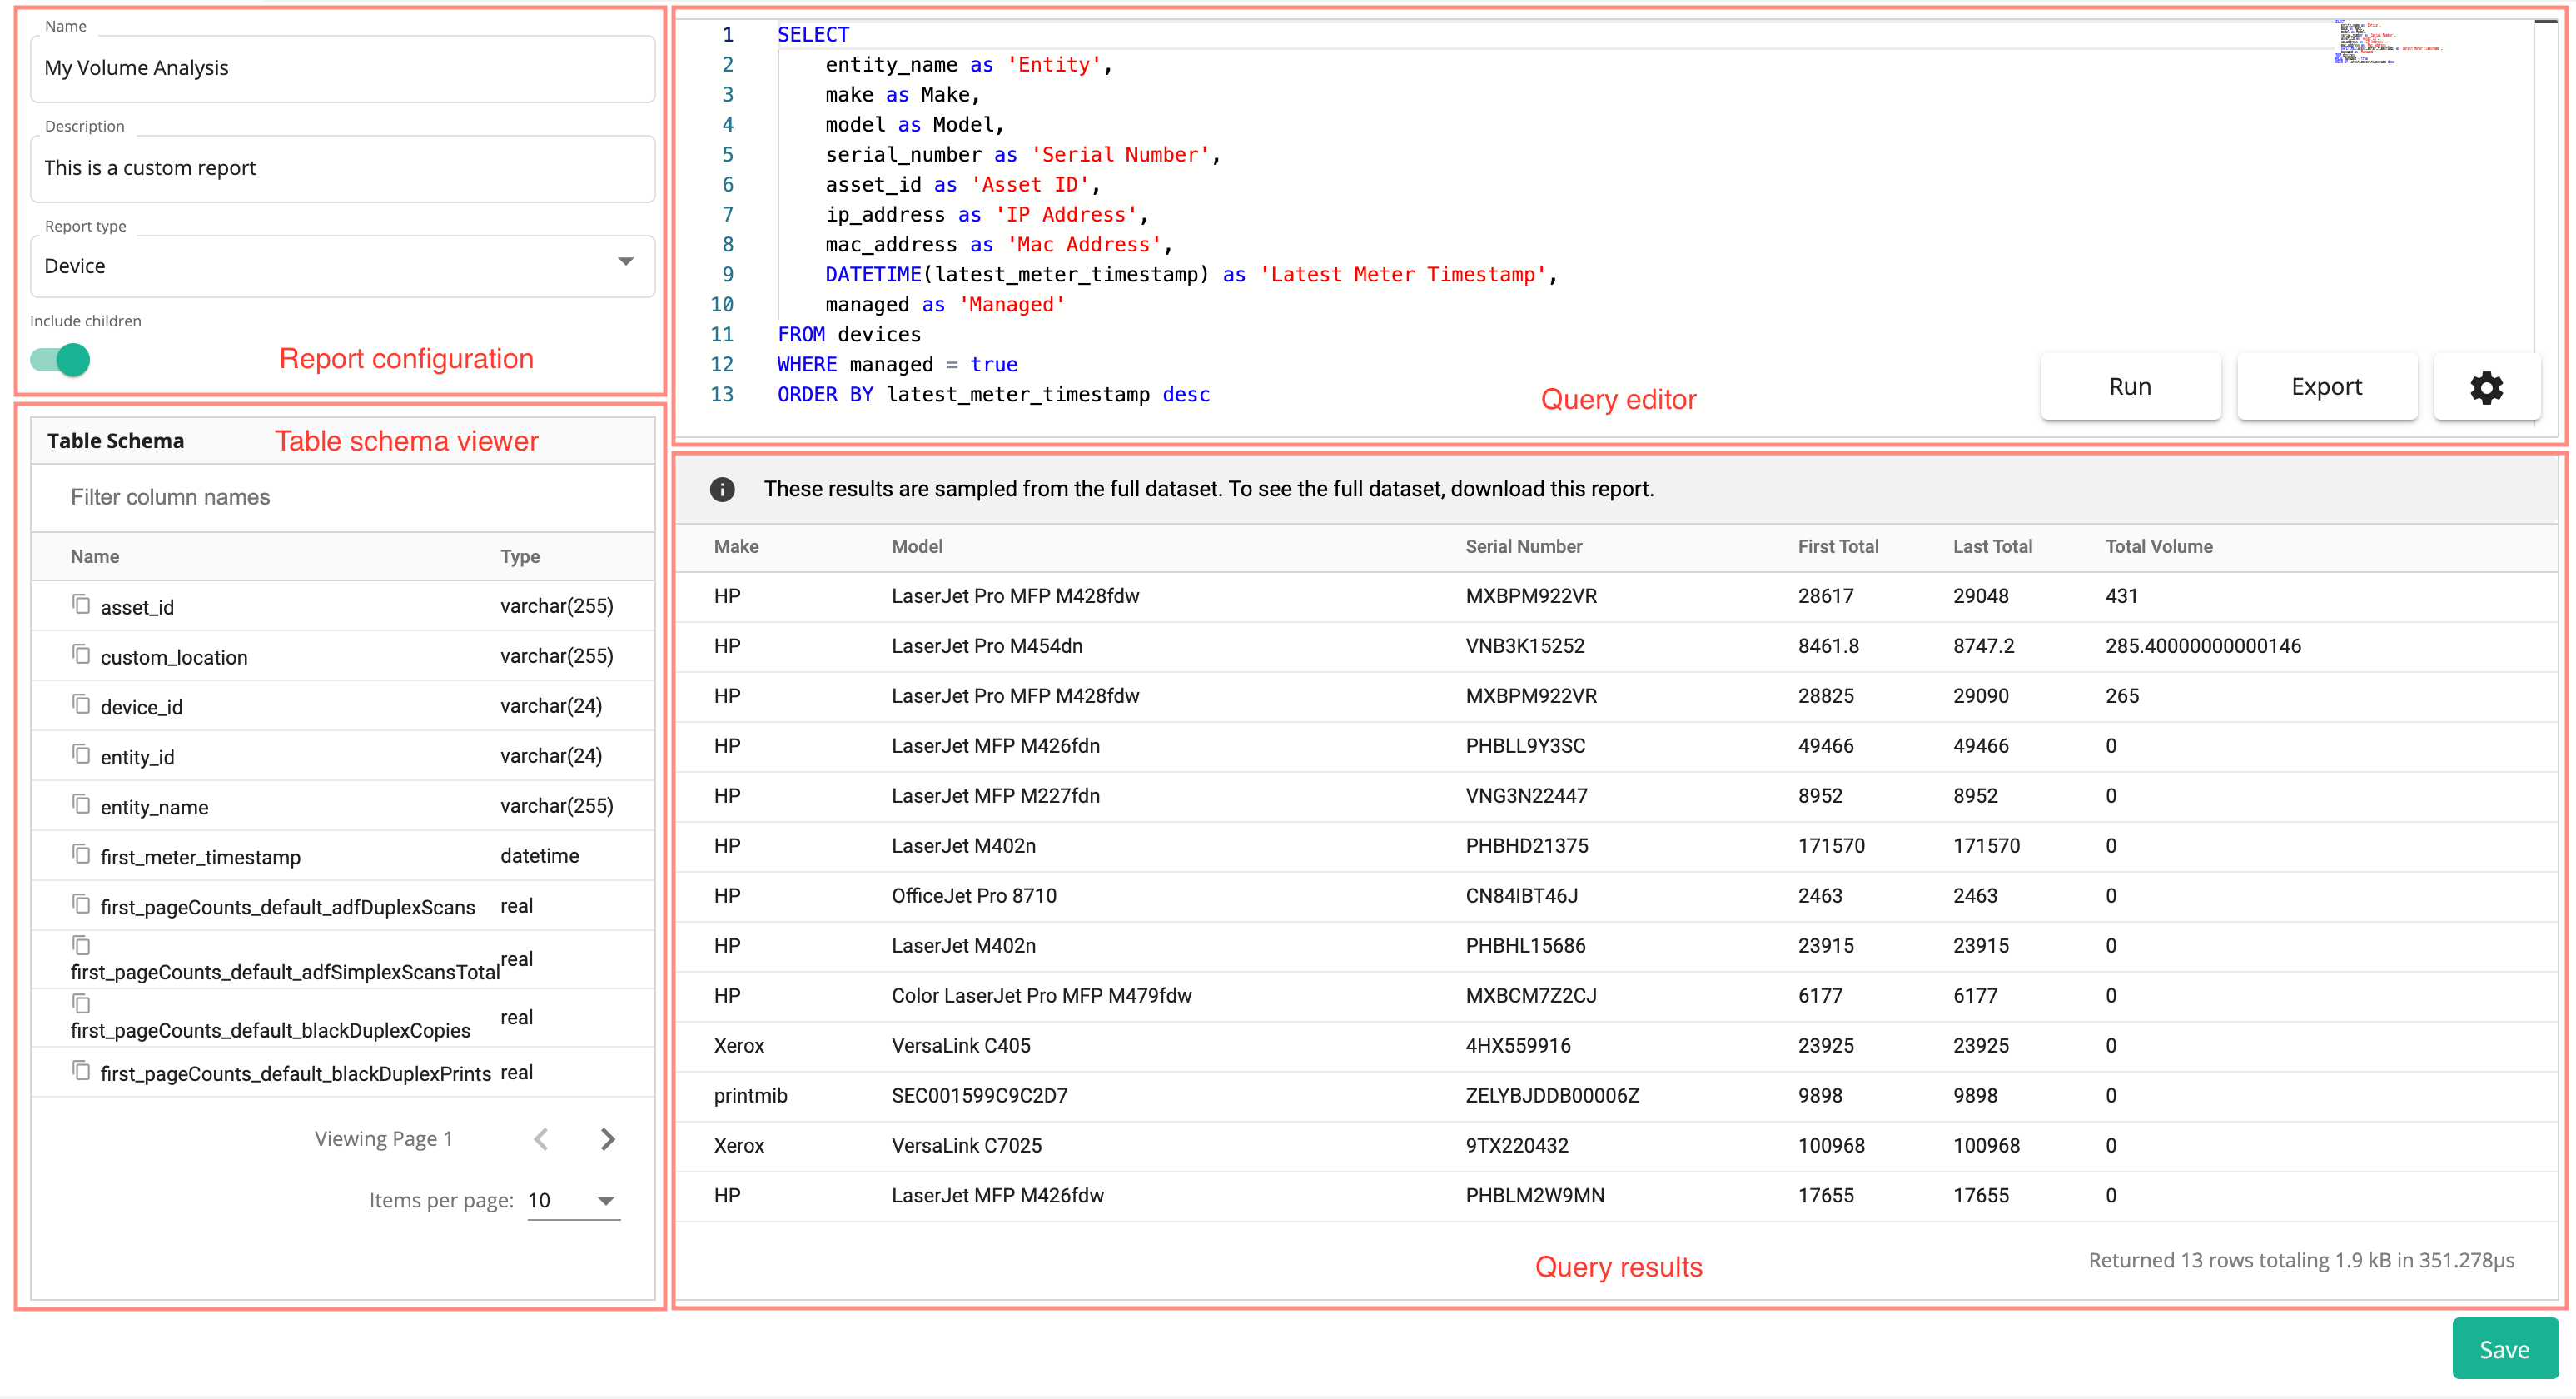 Name
My Volume Analysis
Description
This is a custom report
Report type
Device
Include children
Report configuration
Table Schema
Table schema viewer
Filter column names
Name Type
asset_id varchar(255)
custom_location varchar(255)
device_id varchar(24)
entity_id varchar(24)
entity_name varchar(255)
first_meter_timestamp datetime
first_pageCounts_default_adfDuplexScans real
first_pageCounts_default_adfSimplexScansTotal real
first_pageCounts_default_blackDuplexCopies real
first_pageCounts_default_blackDuplexPrints real
Viewing Page 1
Items per page: 10
1 SELECT
2 entity_name as 'Entity',
3 make as Make,
4 model as Model,
5 serial_number as 'Serial Number',
6 asset_id as 'Asset ID',
7 ip_address as 'IP Address',
8 mac_address as 'Mac Address',
9 DATETIME(latest_meter_timestamp) as 'Latest Meter Timestamp',
10 managed as 'Managed'
11 FROM devices
12 WHERE managed = true
13 ORDER BY latest_meter_timestamp desc
Query editor
Run
Export
These results are sampled from the full dataset. To see the full dataset, download this report.
Make Model Serial Number First Total Last Total Total Volume
HP LaserJet Pro MFP M428fdw MXBPM922VR 28617 29048 431
HP LaserJet Pro M454dn VNB3K15252 8461.8 8747.2 285.40000000000146
HP LaserJet Pro MFP M428fdw MXBPM922VR 28825 29090 265
HP LaserJet MFP M426fdn PHBLL9Y3SC 49466 49466 0
HP LaserJet MFP M227fdn VNG3N22447 8952 8952 0
HP LaserJet M402n PHBHD21375 171570 171570 0
HP OfficeJet Pro 8710 CN84IBT46J 2463 2463 0
HP LaserJet M402n PHBHL15686 23915 23915 0
HP Color LaserJet Pro MFP M479fdw MXBCM7Z2CJ 6177 6177 0
Xerox VersaLink C405 4HX559916 23925 23925 0
printmib SEC001599C9C2D7 ZELYBJDDB00006Z 9898 9898 0
Xerox VersaLink C7025 9TX220432 100968 100968 0
HP LaserJet MFP M426fdw PHBLM2W9MN 17655 17655 0
Query results
Returned 13 rows totaling 1.9 kB in 351.278µs
Save